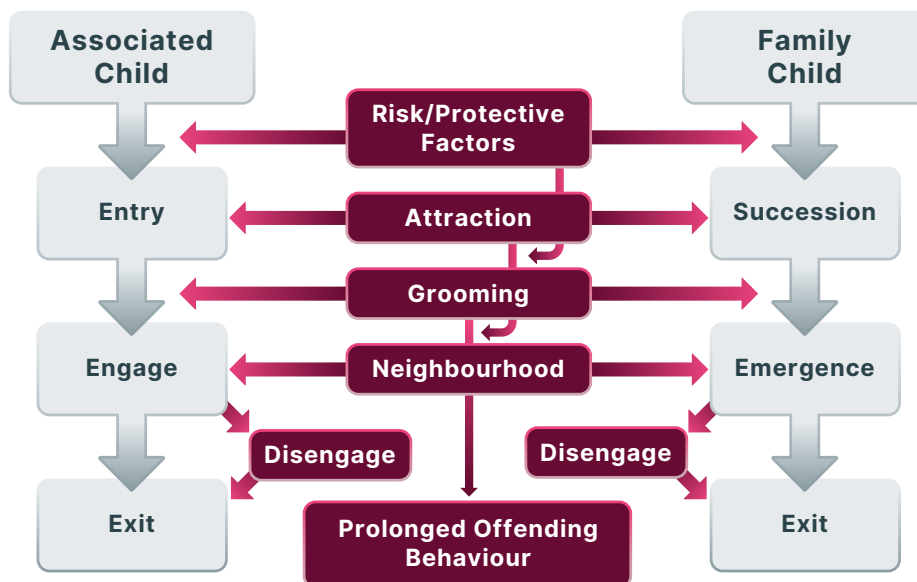 Associated
Child
Family
Child
Risk/Protective
Factors
Entry
Attraction
Succession
Grooming
Engage
Neighbourhood
Emergence
Disengage
Disengage
Exit
Prolonged Offending
Behaviour
Exit